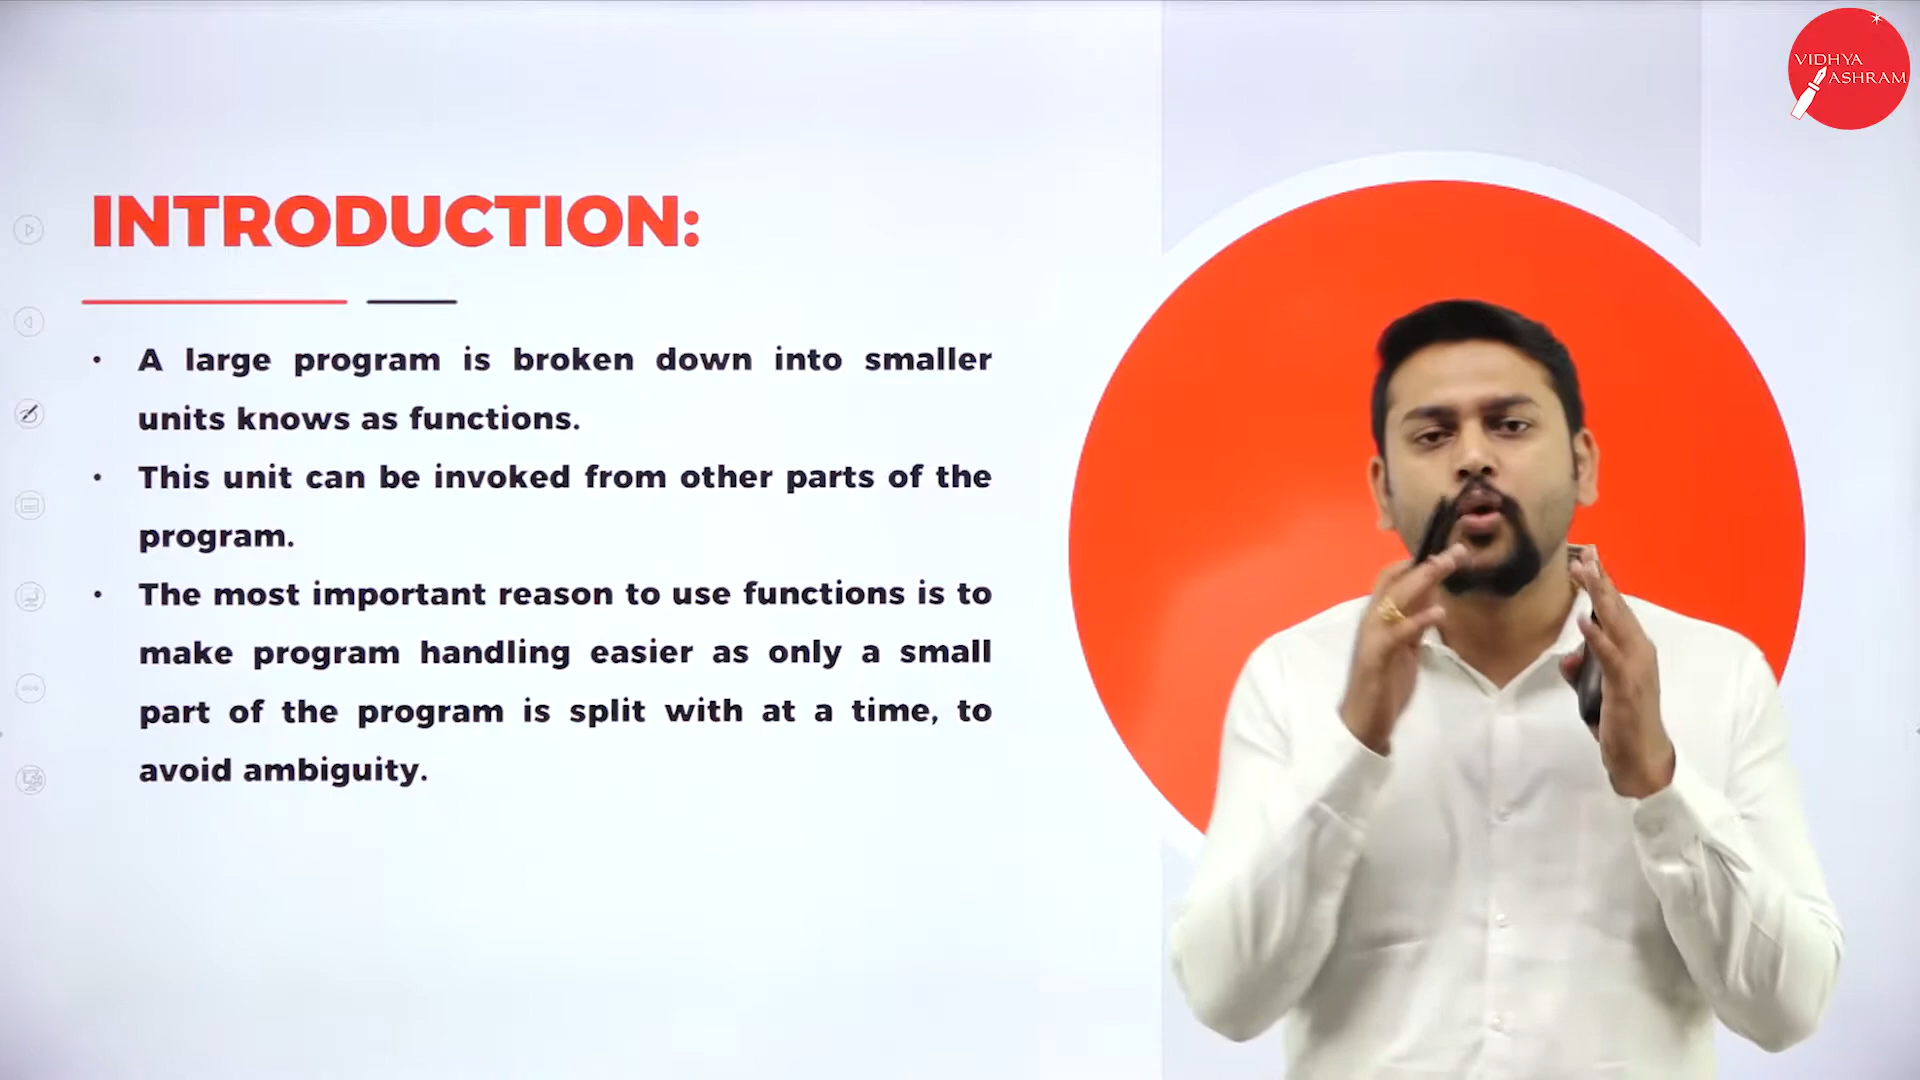 VIDHYA
ASHRAM
INTRODUCTION:
• A large program is broken down into smaller
units knows as functions.
• This unit can be invoked from other parts of the
program.
• The most important reason to use functions is to
make program handling easier as only a small
part of the program is split with at a time, to
avoid ambiguity.